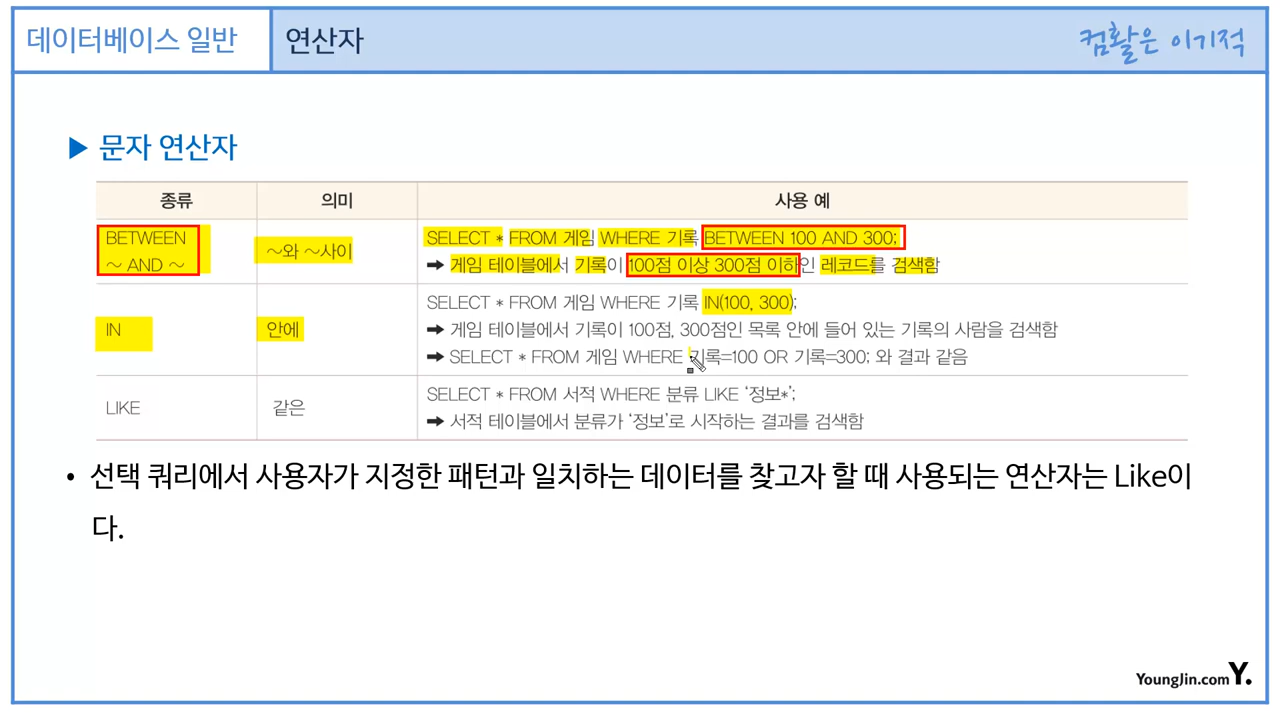 데이터베이스 일반
연산자
컴활은 이기적
▶ 문자 연산자
종류 의미 사용 예
BETWEEN
～ AND ～
～와 ～사이
SELECT * FROM 게임 WHERE 기록 BETWEEN 100 AND 300;
➡ 게임 테이블에서 기록이 100점 이상 300점 이하인 레코드를 검색함
IN
안에
SELECT * FROM 게임 WHERE 기록 IN(100, 300);
➡ 게임 테이블에서 기록이 100점, 300점인 목록 안에 들어 있는 기록의 사람을 검색함
➡ SELECT * FROM 게임 WHERE 기록=100 OR 기록=300; 와 결과 같음
LIKE
같은
SELECT * FROM 서적 WHERE 분류 LIKE ‘정보*’;
➡ 서적 테이블에서 분류가 ‘정보’로 시작하는 결과를 검색함
• 선택 쿼리에서 사용자가 지정한 패턴과 일치하는 데이터를 찾고자 할 때 사용되는 연산자는 Like이
다.
YoungJin.com Y.